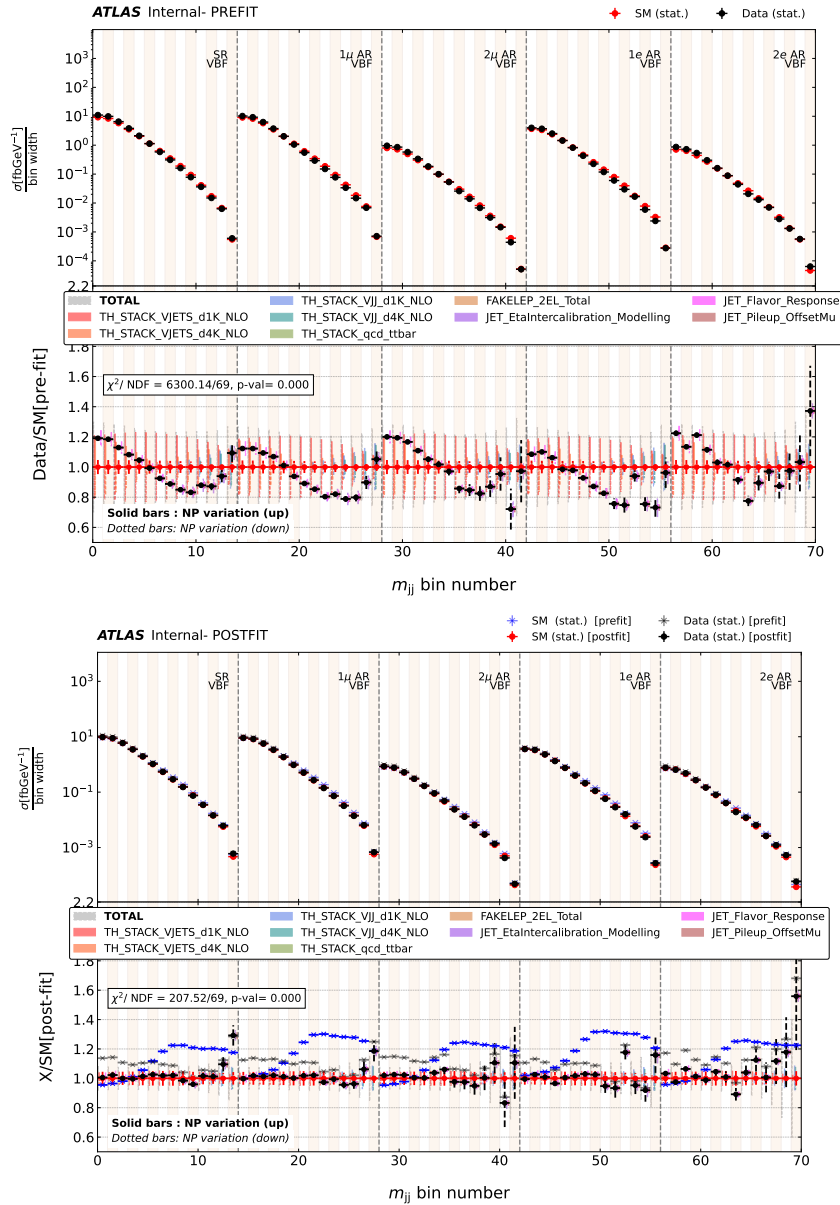 ATLAS Internal- PREFIT
SM (stat.) Data (stat.)
SR VBF
1μ AR VBF
2μ AR VBF
1e AR VBF
2e AR VBF
10³
10²
10¹
10⁰
10⁻¹
10⁻²
10⁻³
10⁻⁴
σ[fbGeV⁻¹]
bin width
2.2
TOTAL TH_STACK_VJJ_d1K_NLO FAKELEP_2EL_Total JET_Flavor_Response
TH_STACK_VJETS_d1K_NLO TH_STACK_VJJ_d4K_NLO JET_EtaIntercalibration_Modelling JET_Pileup_OffsetMu
TH_STACK_VJETS_d4K_NLO TH_STACK_qcd_ttbar
1.8
1.6
1.4
1.2
1.0
0.8
0.6
Data/SM[pre-fit]
χ²/ NDF = 6300.14/69, p-val= 0.000
Solid bars : NP variation (up)
Dotted bars: NP variation (down)
0 10 20 30 40 50 60 70
mjj bin number
SM (stat.) [prefit] Data (stat.) [prefit]
SM (stat.) [postfit] Data (stat.) [postfit]
ATLAS Internal- POSTFIT
SR VBF
1μ AR VBF
2μ AR VBF
1e AR VBF
2e AR VBF
10³
10¹
10⁻¹
10⁻³
σ[fbGeV⁻¹]
bin width
2.2
TOTAL TH_STACK_VJJ_d1K_NLO FAKELEP_2EL_Total JET_Flavor_Response
TH_STACK_VJETS_d1K_NLO TH_STACK_VJJ_d4K_NLO JET_EtaIntercalibration_Modelling JET_Pileup_OffsetMu
TH_STACK_VJETS_d4K_NLO TH_STACK_qcd_ttbar
1.8
1.6
1.4
1.2
1.0
0.8
0.6
X/SM[post-fit]
χ²/ NDF = 207.52/69, p-val= 0.000
Solid bars : NP variation (up)
Dotted bars: NP variation (down)
0 10 20 30 40 50 60 70
mjj bin number